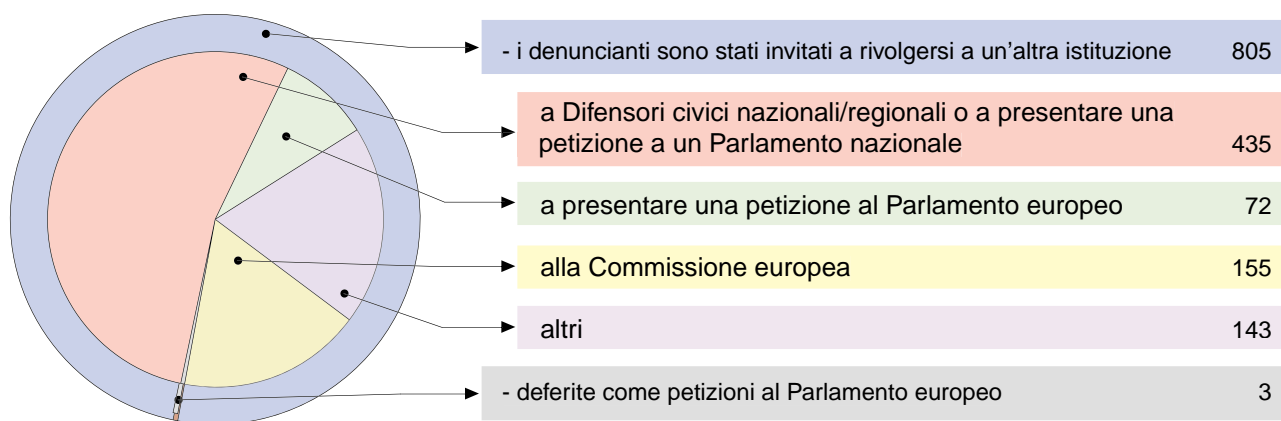 - i denuncianti sono stati invitati a rivolgersi a un’altra istituzione 805
a Difensori civici nazionali/regionali o a presentare una
petizione a un Parlamento nazionale 435
a presentare una petizione al Parlamento europeo 72
alla Commissione europea 155
altri 143
- deferite come petizioni al Parlamento europeo 3